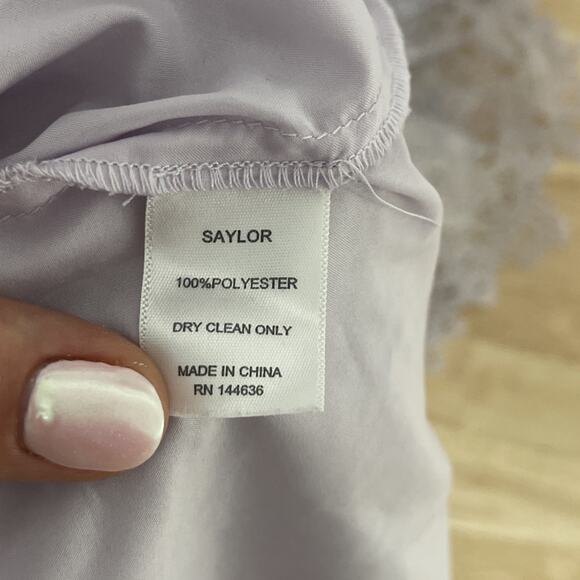 SAYLOR
100%POLYESTER
DRY CLEAN ONLY
MADE IN CHINA
RN 144636